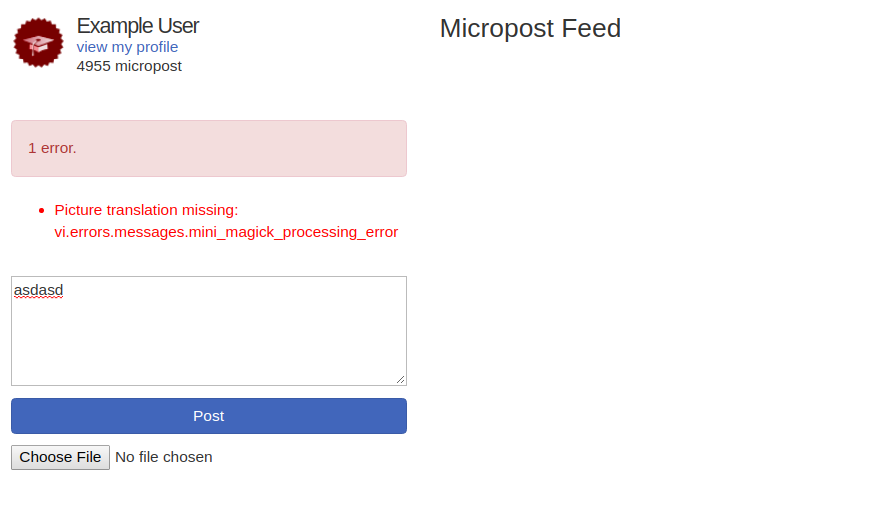 Example User
view my profile
4955 micropost
Micropost Feed
1 error.
Picture translation missing:
vi.errors.messages.mini_magick_processing_error
asdasd
Post
Choose File No file chosen